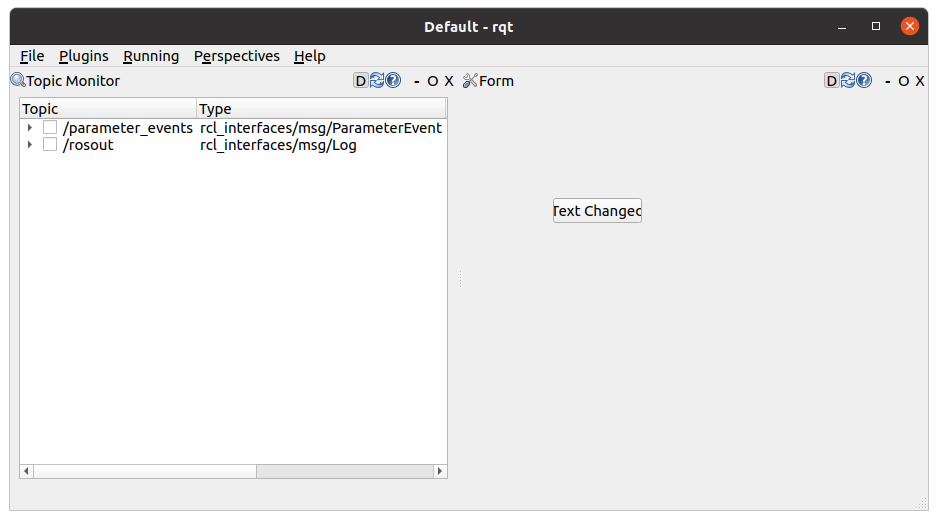 Default - rqt
File Plugins Running Perspectives Help
Topic Monitor D ? - O X Form D ? - O X
Topic Type
/parameter_events rcl_interfaces/msg/ParameterEvent
/rosout rcl_interfaces/msg/Log
Text Changed